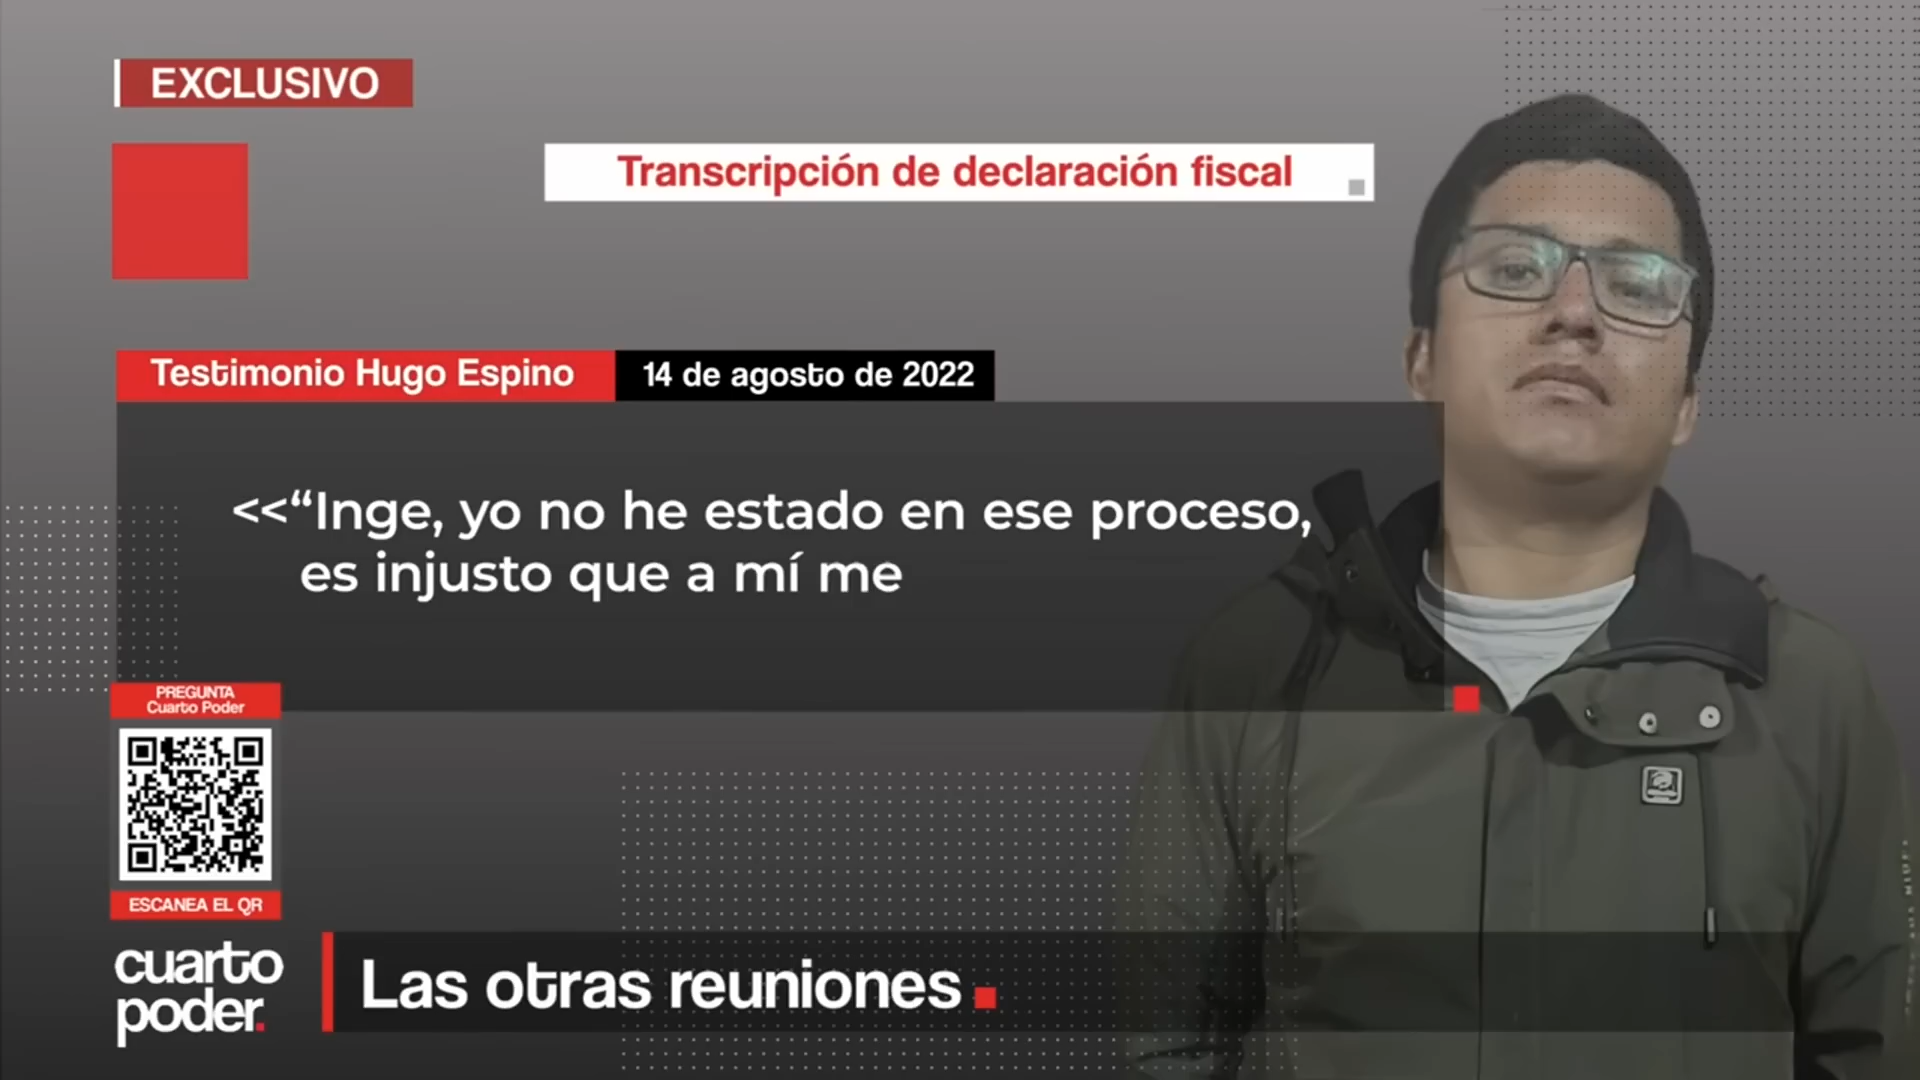 EXCLUSIVO
Transcripción de declaración fiscal
Testimonio Hugo Espino
14 de agosto de 2022
<<“Inge, yo no he estado en ese proceso,
es injusto que a mí me
PREGUNTA
Cuarto Poder
ESCANEA EL QR
cuarto
poder.
Las otras reuniones